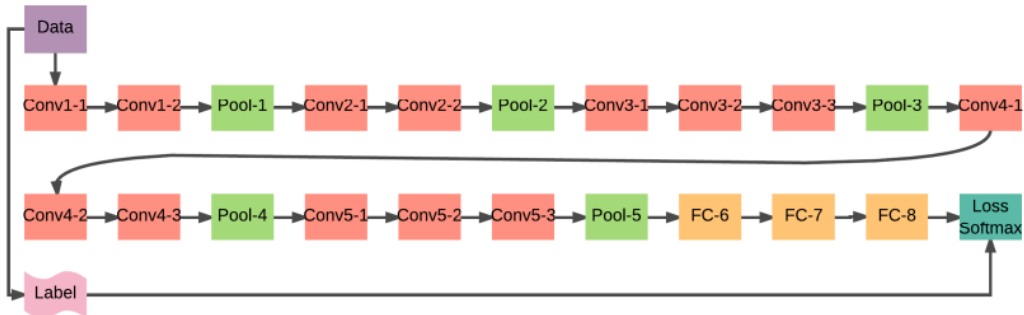 Data
Conv1-1 Conv1-2 Pool-1 Conv2-1 Conv2-2 Pool-2 Conv3-1 Conv3-2 Conv3-3 Pool-3 Conv4-1
Conv4-2 Conv4-3 Pool-4 Conv5-1 Conv5-2 Conv5-3 Pool-5 FC-6 FC-7 FC-8 Loss
Softmax
Label